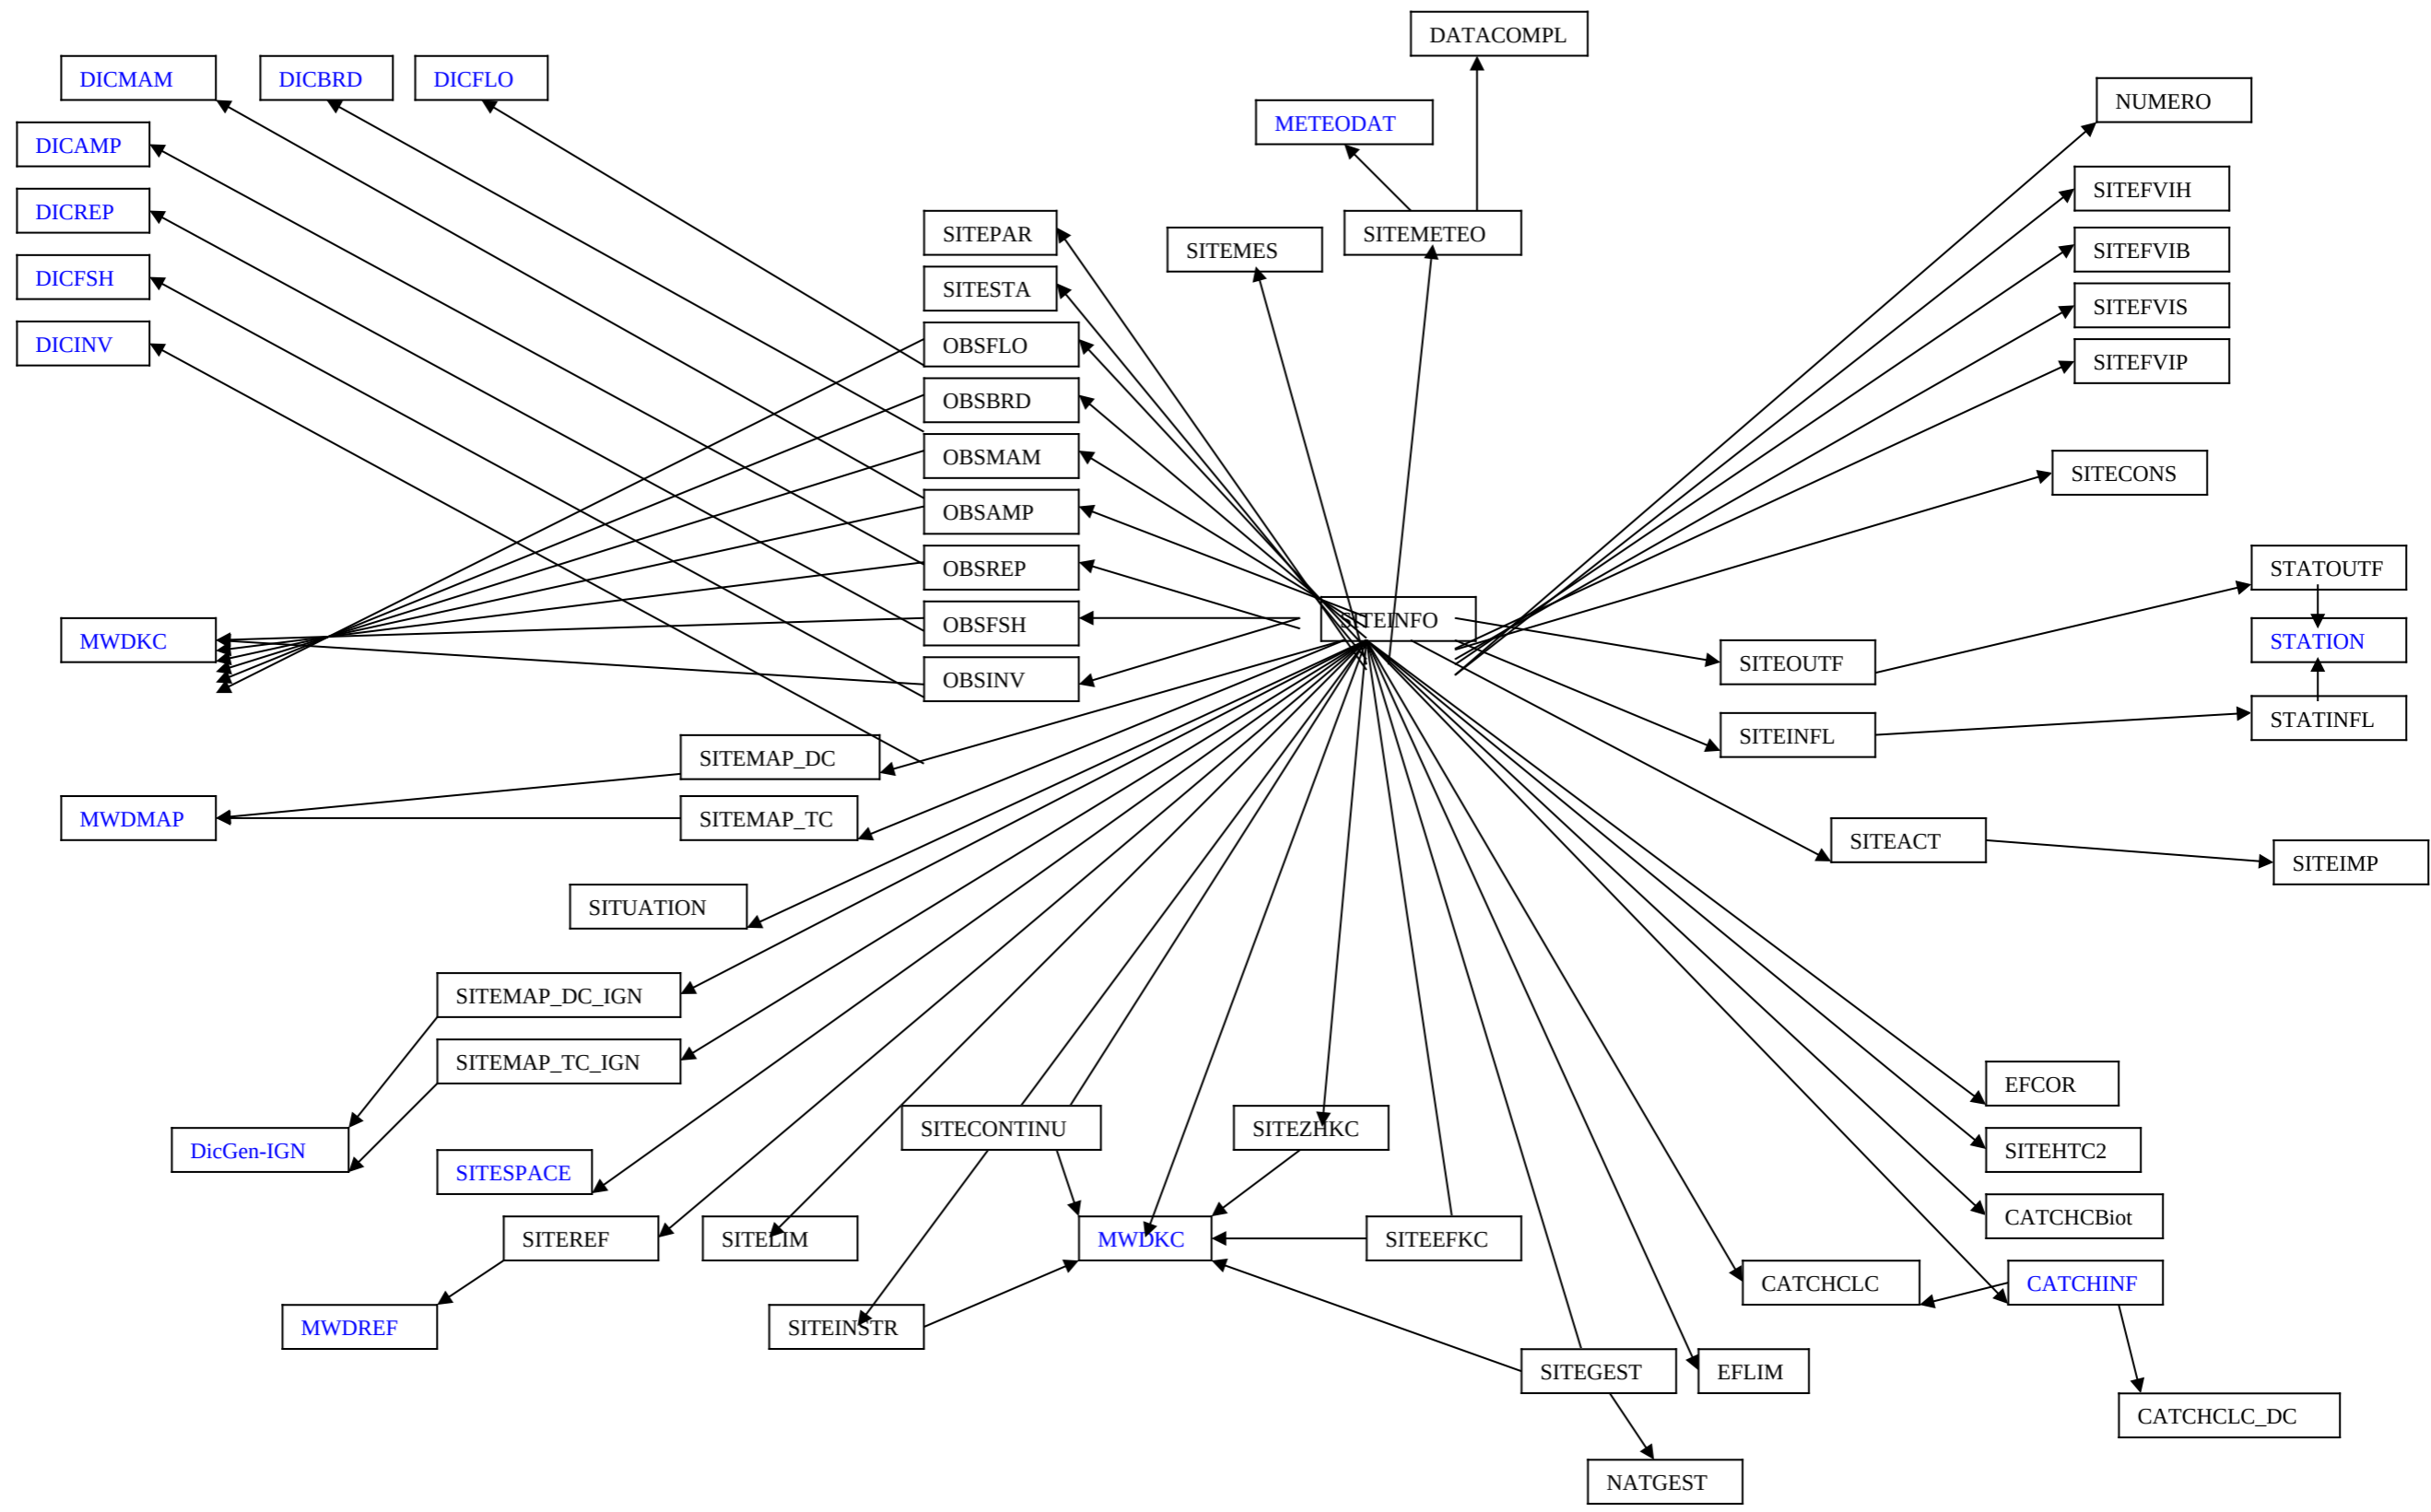 DATACOMPL
DICMAM
DICBRD
DICFLO
NUMERO
METEODAT
DICAMP
SITEFVIH
DICREP
SITEPAR
SITEMES
SITEMETEO
SITEFVIB
DICFSH
SITESTA
SITEFVIS
DICINV
OBSFLO
SITEFVIP
OBSBRD
OBSMAM
SITECONS
OBSAMP
OBSREP
STATOUTF
OBSFSH
SITEINFO
MWDKC
STATION
SITEOUTF
OBSINV
STATINFL
SITEINFL
SITEMAP_DC
MWDMAP
SITEMAP_TC
SITEACT
SITEIMP
SITUATION
SITEMAP_DC_IGN
SITEMAP_TC_IGN
EFCOR
SITECONTINU
SITEZHKC
DicGen-IGN
SITEHTC2
SITESPACE
CATCHCBiot
SITEREF
SITELIM
MWDKC
SITEEFKC
CATCHCLC
CATCHINF
MWDREF
SITEINSTR
SITEGEST
EFLIM
CATCHCLC_DC
NATGEST